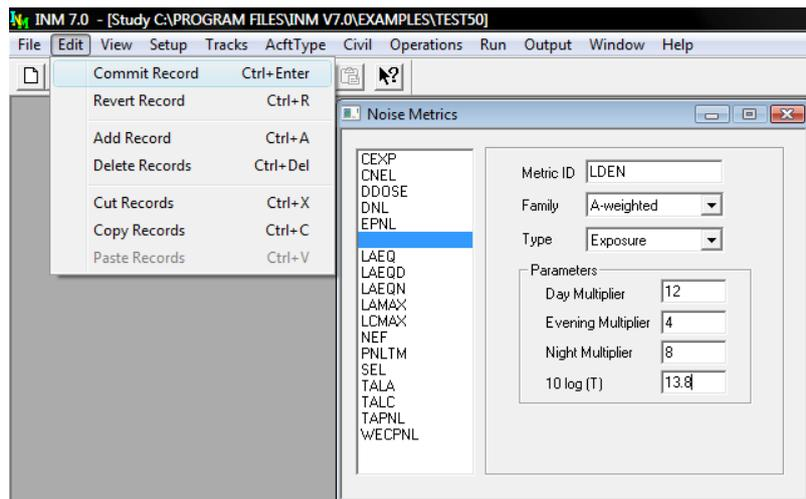 INM 7.0 - [Study C:\PROGRAM FILES\INM V7.0\EXAMPLES\TEST50]
File Edit View Setup Tracks AcftType Civil Operations Run Output Window Help
Commit Record Ctrl+Enter
Revert Record Ctrl+R
Add Record Ctrl+A
Delete Records Ctrl+Del
Cut Records Ctrl+X
Copy Records Ctrl+C
Paste Records Ctrl+V
Noise Metrics
CEXP
CNEL
DDOSE
DNL
EPNL
LAEQ
LAEQD
LAEQN
LAMAX
LCMAX
NEF
PNLTM
SEL
TALA
TALC
TAPNL
WECPNL
Metric ID LDEN
Family A-weighted
Type Exposure
Parameters
Day Multiplier 12
Evening Multiplier 4
Night Multiplier 8
10 log (T) 13.8